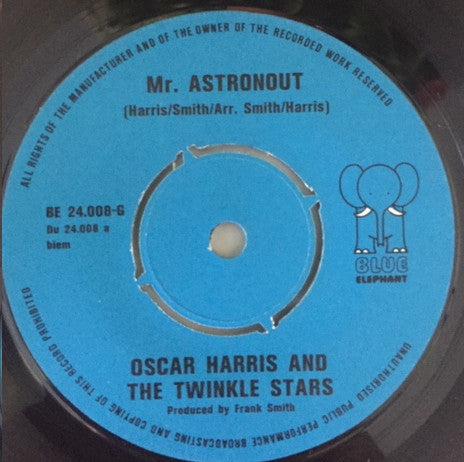 ALL RIGHTS OF THE MANUFACTURER AND OF THE OWNER OF THE RECORDED WORK RESERVED
Mr. ASTRONOUT
(Harris/Smith/Arr. Smith/Harris)
BE 24.008-G
Du 24.008 a
biem
BLUE
ELEPHANT
OSCAR HARRIS AND
THE TWINKLE STARS
Produced by Frank Smith
UNAUTHORISED PUBLIC PERFORMANCE BROADCASTING AND COPYING OF THIS RECORD PROHIBITED